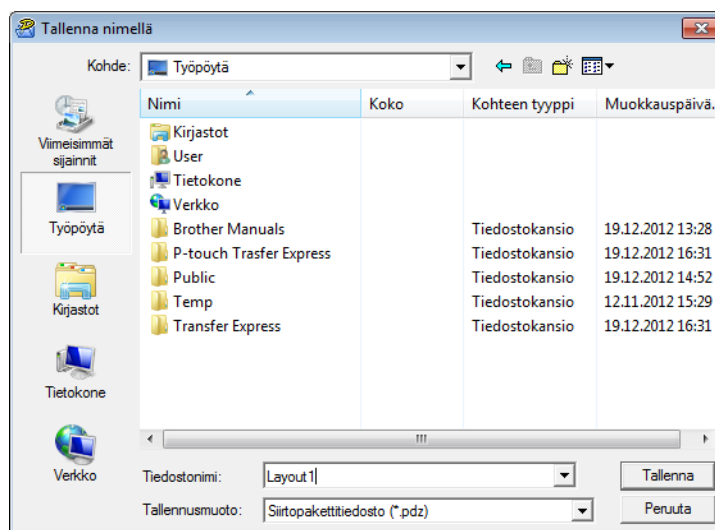 Tallenna nimellä
Kohde: Työpöytä
Nimi Koko Kohteen tyyppi Muokkauspäivä.
Viimeisimmät
sijainnit
Työpöytä
Kirjastot
Tietokone
Verkko
Kirjastot
User
Tietokone
Verkko
Brother Manuals Tiedostokansio 19.12.2012 13:28
P-touch Trasfer Express Tiedostokansio 19.12.2012 16:31
Public Tiedostokansio 19.12.2012 14:52
Temp Tiedostokansio 12.11.2012 15:29
Transfer Express Tiedostokansio 19.12.2012 16:31
Tiedostonimi: Layout1 Tallenna
Tallennusmuoto: Siirtopakettitiedosto (*.pdz) Peruuta